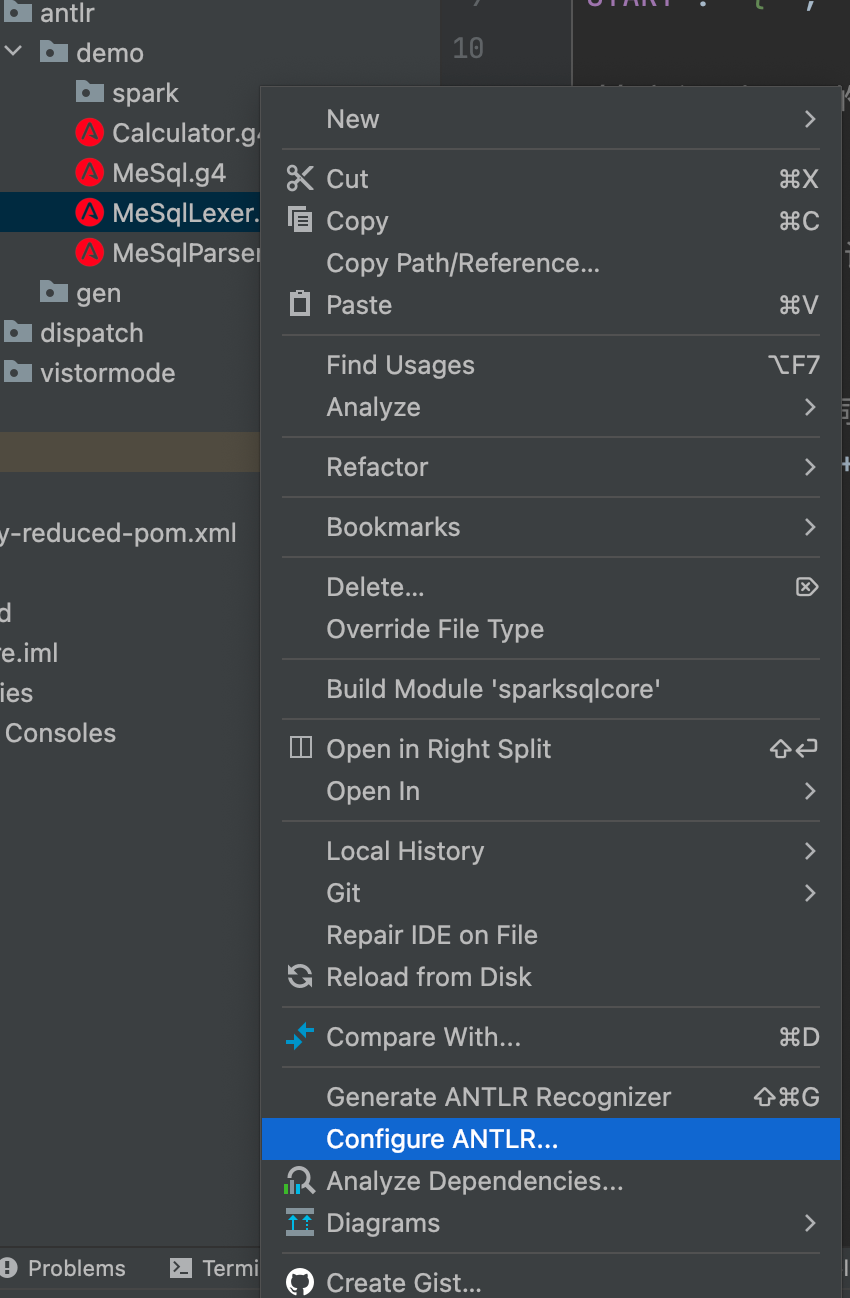 antlr
demo
spark
Calculator.g4
MeSql.g4
MeSqlLexer.
MeSqlParser
gen
dispatch
vistormode
y-reduced-pom.xml
d
e.iml
ies
Consoles
Problems
Termi
10
New
Cut ⌘X
Copy ⌘C
Copy Path/Reference...
Paste ⌘V
Find Usages ⌥F7
Analyze
Refactor
Bookmarks
Delete... ⌦
Override File Type
Build Module 'sparksqlcore'
Open in Right Split ⇧⏎
Open In
Local History
Git
Repair IDE on File
Reload from Disk
Compare With... ⌘D
Generate ANTLR Recognizer ⇧⌘G
Configure ANTLR...
Analyze Dependencies...
Diagrams
Create Gist...